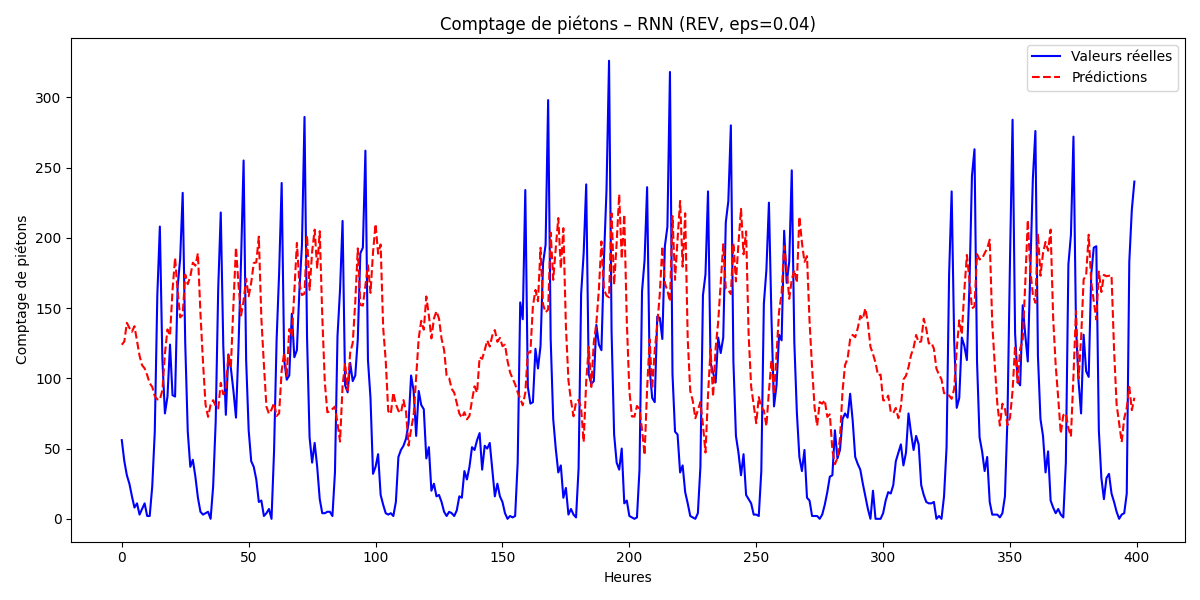 Comptage de piétons – RNN (REV, eps=0.04)
Valeurs réelles
Prédictions
Comptage de piétons
300
250
200
150
100
50
0
0 50 100 150 200 250 300 350 400
Heures